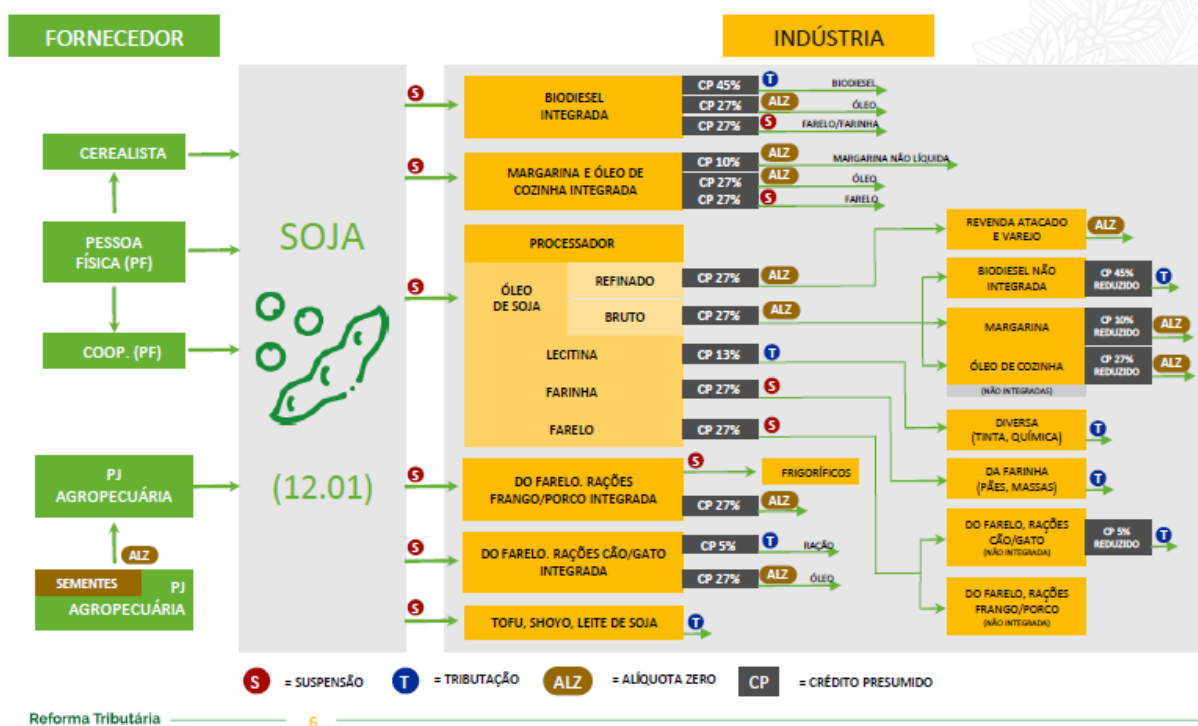 FORNECEDOR
INDÚSTRIA
CEREALISTA
PESSOA
FÍSICA (PF)
COOP. (PF)
PJ
AGROPECUÁRIA
ALZ
SEMENTES
PJ
AGROPECUÁRIA
SOJA
(12.01)
S
BIODIESEL
INTEGRADA
CP 45%
T
BIODIESEL
CP 27%
ALZ
ÓLEO
CP 27%
S
FARELO/FARINHA
S
MARGARINA E ÓLEO DE
COZINHA INTEGRADA
CP 10%
ALZ
MARGARINA NÃO LÍQUIDA
CP 27%
ALZ
ÓLEO
CP 27%
S
FARELO
S
PROCESSADOR
ÓLEO
DE SOJA
REFINADO
CP 27%
ALZ
BRUTO
CP 27%
ALZ
LECITINA
CP 13%
T
FARINHA
CP 27%
S
FARELO
CP 27%
S
S
DO FARELO. RAÇÕES
FRANGO/PORCO INTEGRADA
S
FRIGORÍFICOS
CP 27%
ALZ
S
DO FARELO. RAÇÕES CÃO/GATO
INTEGRADA
CP 5%
T
RAÇÃO
CP 27%
ALZ
ÓLEO
S
TOFU, SHOYO, LEITE DE SOJA
T
REVENDA ATACADO
E VAREJO
ALZ
BIODIESEL NÃO
INTEGRADA
CP 45%
REDUZIDO
T
MARGARINA
CP 10%
REDUZIDO
ALZ
ÓLEO DE COZINHA
CP 27%
REDUZIDO
ALZ
(NÃO INTEGRADAS)
DIVERSA
(TINTA, QUÍMICA)
T
DA FARINHA
(PÃES, MASSAS)
T
DO FARELO, RAÇÕES
CÃO/GATO
(NÃO INTEGRADA)
CP 5%
REDUZIDO
T
DO FARELO, RAÇÕES
FRANGO/PORCO
(NÃO INTEGRADA)
S = SUSPENSÃO
T = TRIBUTAÇÃO
ALZ = ALÍQUOTA ZERO
CP = CRÉDITO PRESUMIDO
Reforma Tributária
6